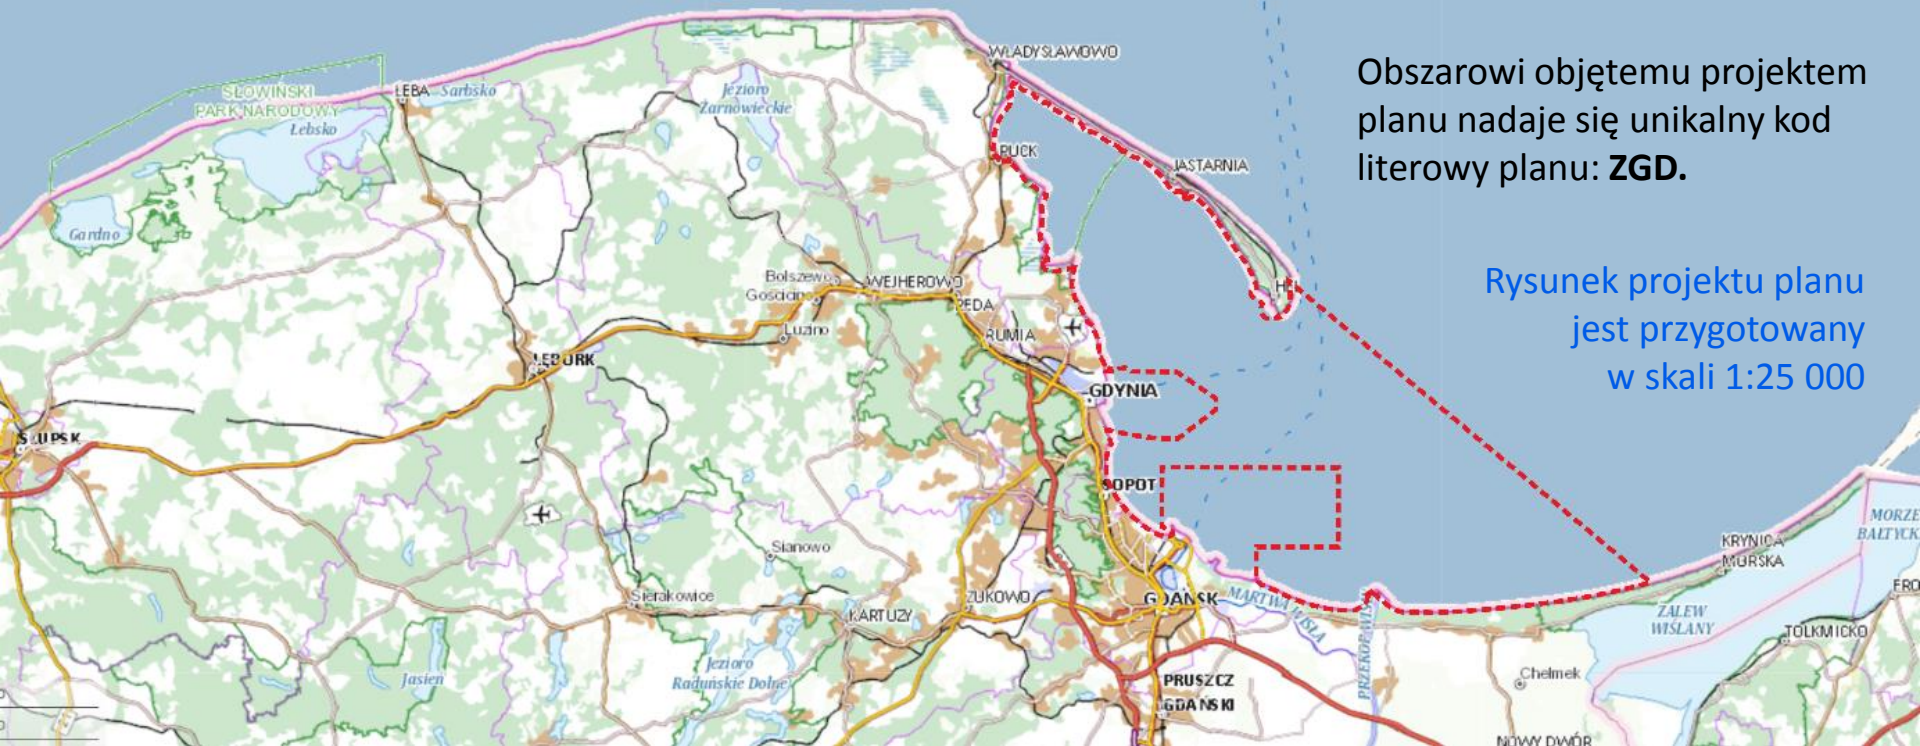 Obszarowi objętemu projektem
planu nadaje się unikalny kod
literowy planu: ZGD.
Rysunek projektu planu
jest przygotowany
w skali 1:25 000
WŁADYSŁAWOWO
SŁOWIŃSKI
PARK NARODOWY
ŁEBA
Sarbsko
Łebsko
Jezioro
Żarnowieckie
PUCK
JASTARNIA
Gardno
Bolszewo
Gościcino
WEJHEROWO
REDA
RUMIA
Luzino
LĘBORK
GDYNIA
SŁUPSK
SOPOT
MORZE
BAŁTYCK
KRYNICA
MORSKA
Sianowo
Sierakowice
KARTUZY
ŻUKOWO
GDAŃSK
MARTWA WISŁA
PRZEKOP WIS
ZALEW
WIŚLANY
TOLKMICKO
FRO
Jasień
Jezioro
Raduńskie Dolne
PRUSZCZ
GDAŃSKI
Chełmek
NOWY DWÓR